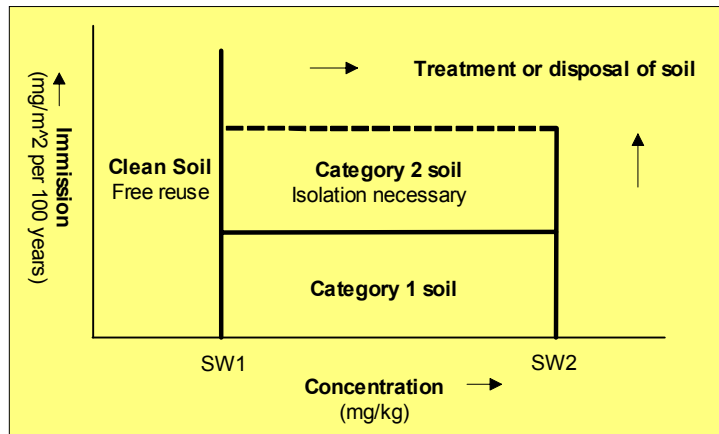 Treatment or disposal of soil
Immission
(mg/m^2 per 100 years)
Clean Soil
Free reuse
Category 2 soil
Isolation necessary
Category 1 soil
SW1
SW2
Concentration
(mg/kg)